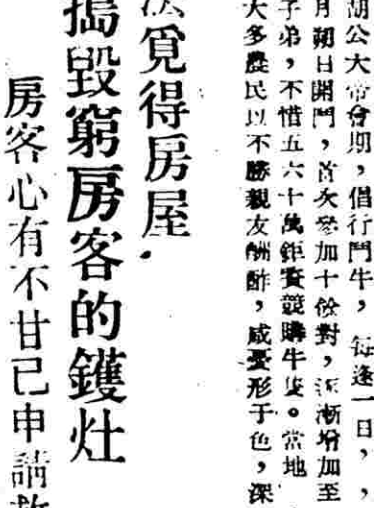 胡公大帝會期，倡行鬥牛，每逢一日，，
月朔日開鬥，首次參加十餘對，漸增加至
子弟，不惜五六十萬鉅資競購牛隻。當地
大多農民以不勝親友酬酢，咸憂形于色，深
覓得房屋．
搗毀窮房客的鑊灶
房客心有不甘已申請救